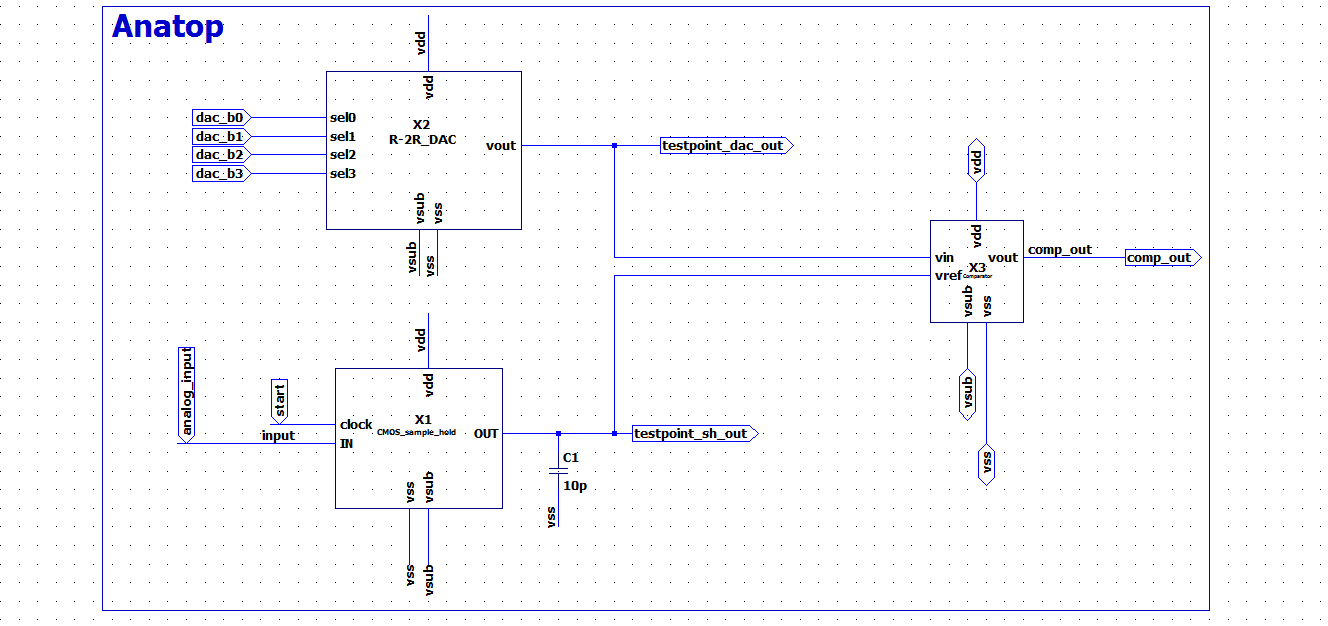 Anatop
vdd
vdd
dac_b0
sel0
dac_b1
sel1
X2
dac_b2
sel2
R-2R_DAC
dac_b3
sel3
vout
testpoint_dac_out
vsub
vss
vsub
vss
vdd
vdd
vin
vout
comp_out
comp_out
X3
vref
Comparator
vsub
vss
vsub
vss
vdd
vdd
analog_input
start
clock
X1
CMOS_sample_hold
input
IN
OUT
testpoint_sh_out
vss
vsub
vss
vsub
C1
10p
vss